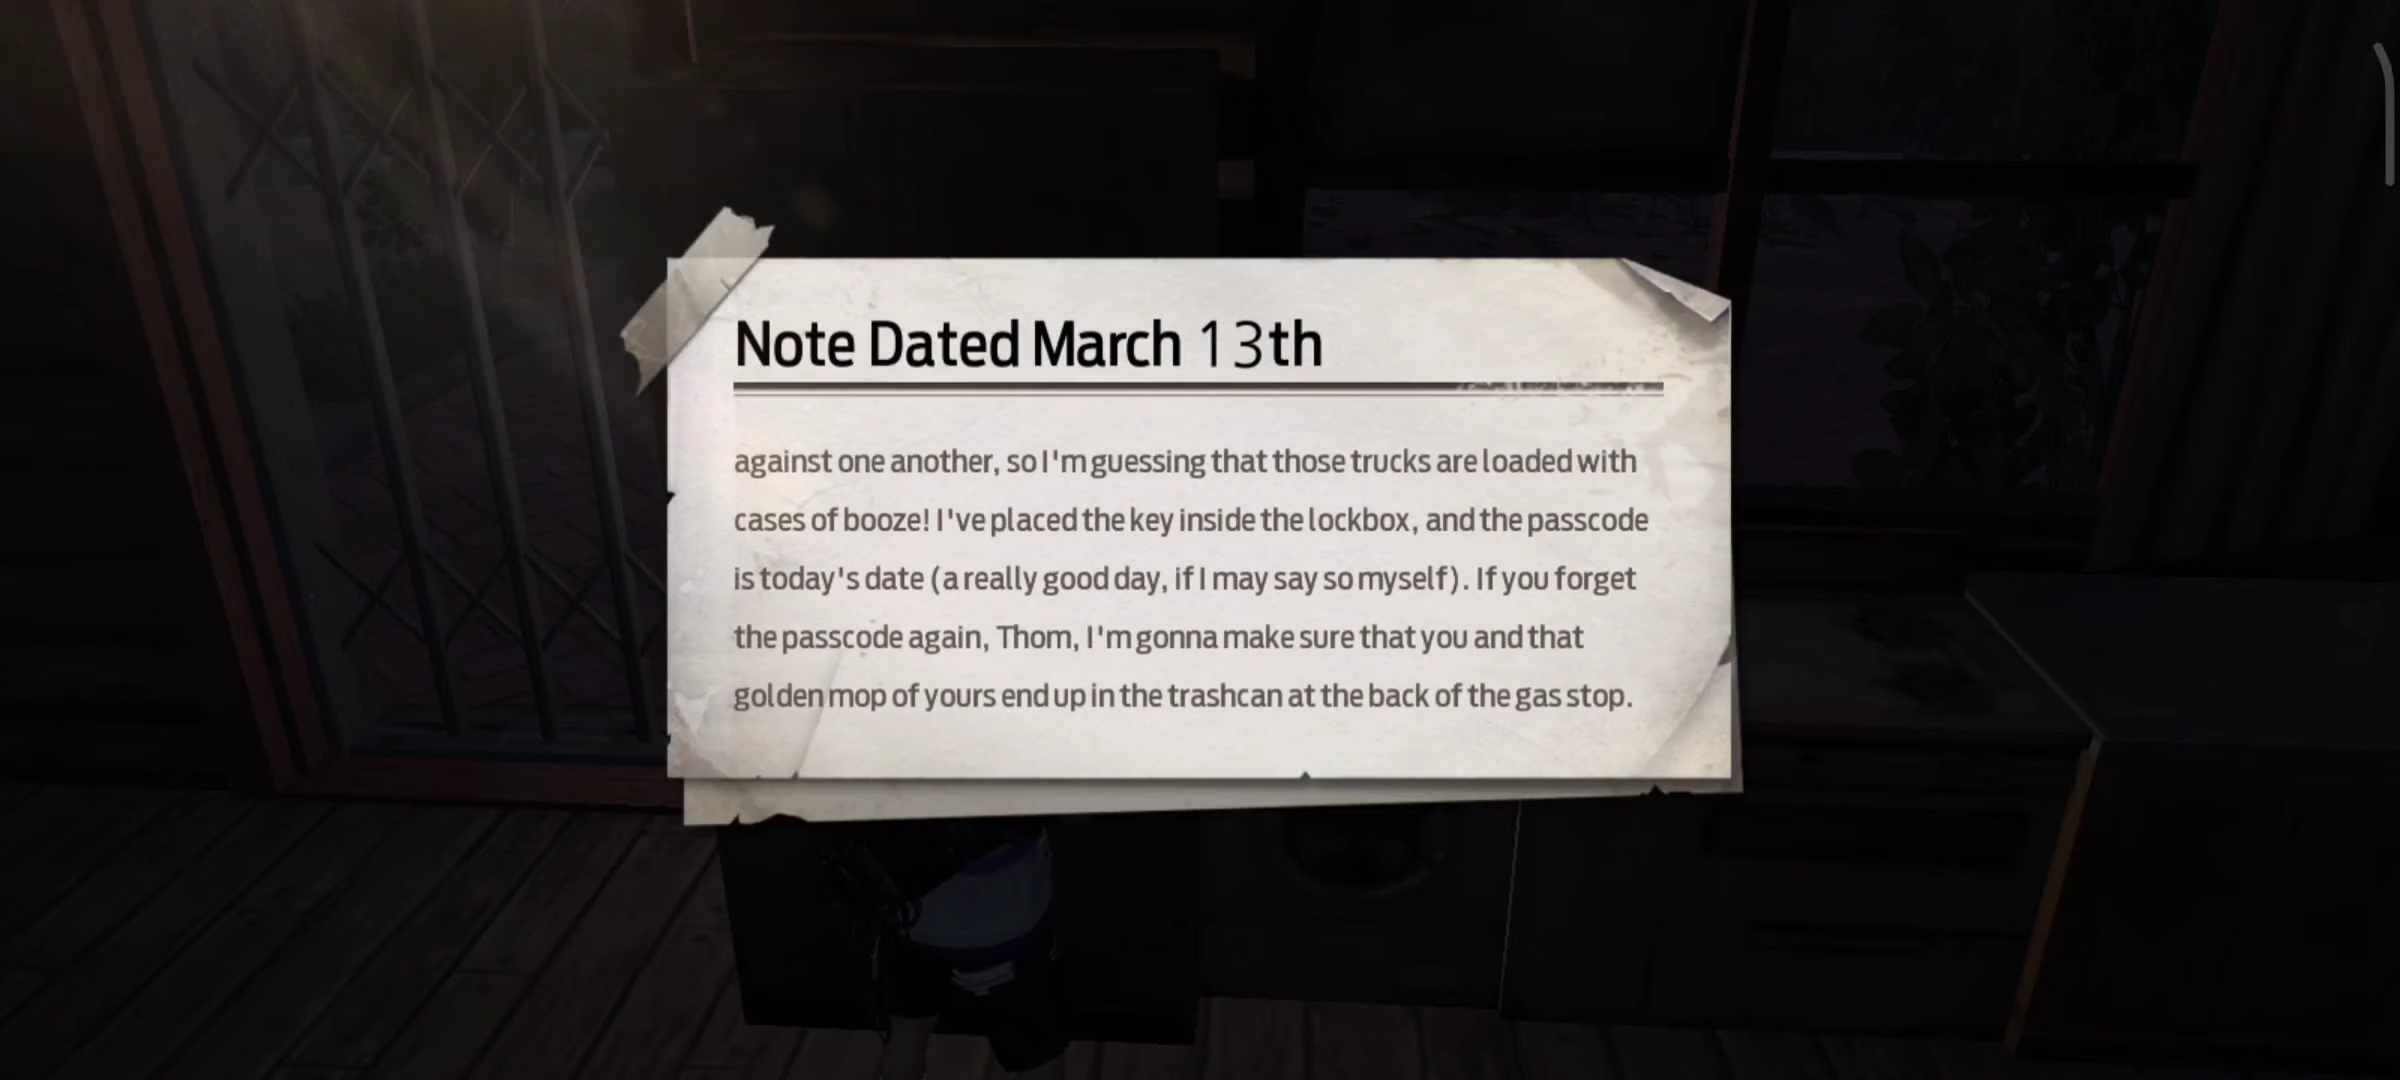 Note Dated March 13th
against one another, so I'm guessing that those trucks are loaded with
cases of booze! I've placed the key inside the lockbox, and the passcode
is today's date (a really good day, if I may say so myself). If you forget
the passcode again, Thom, I'm gonna make sure that you and that
golden mop of yours end up in the trashcan at the back of the gas stop.